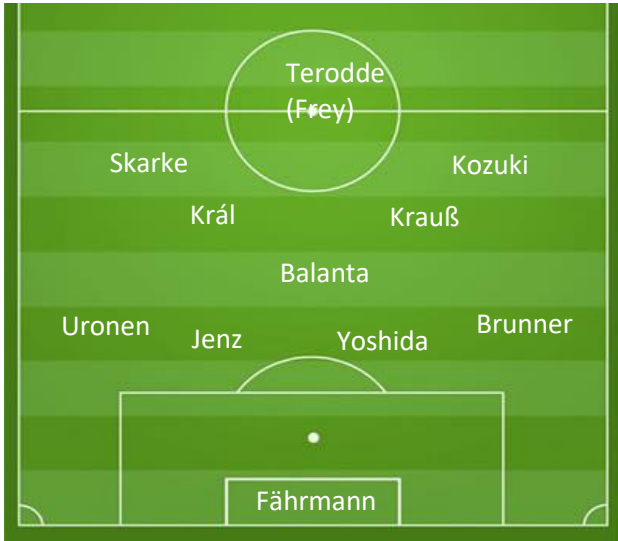 Terodde
(Frey)
Skarke
Kozuki
Král
Krauß
Balanta
Uronen
Jenz
Yoshida
Brunner
Fährmann